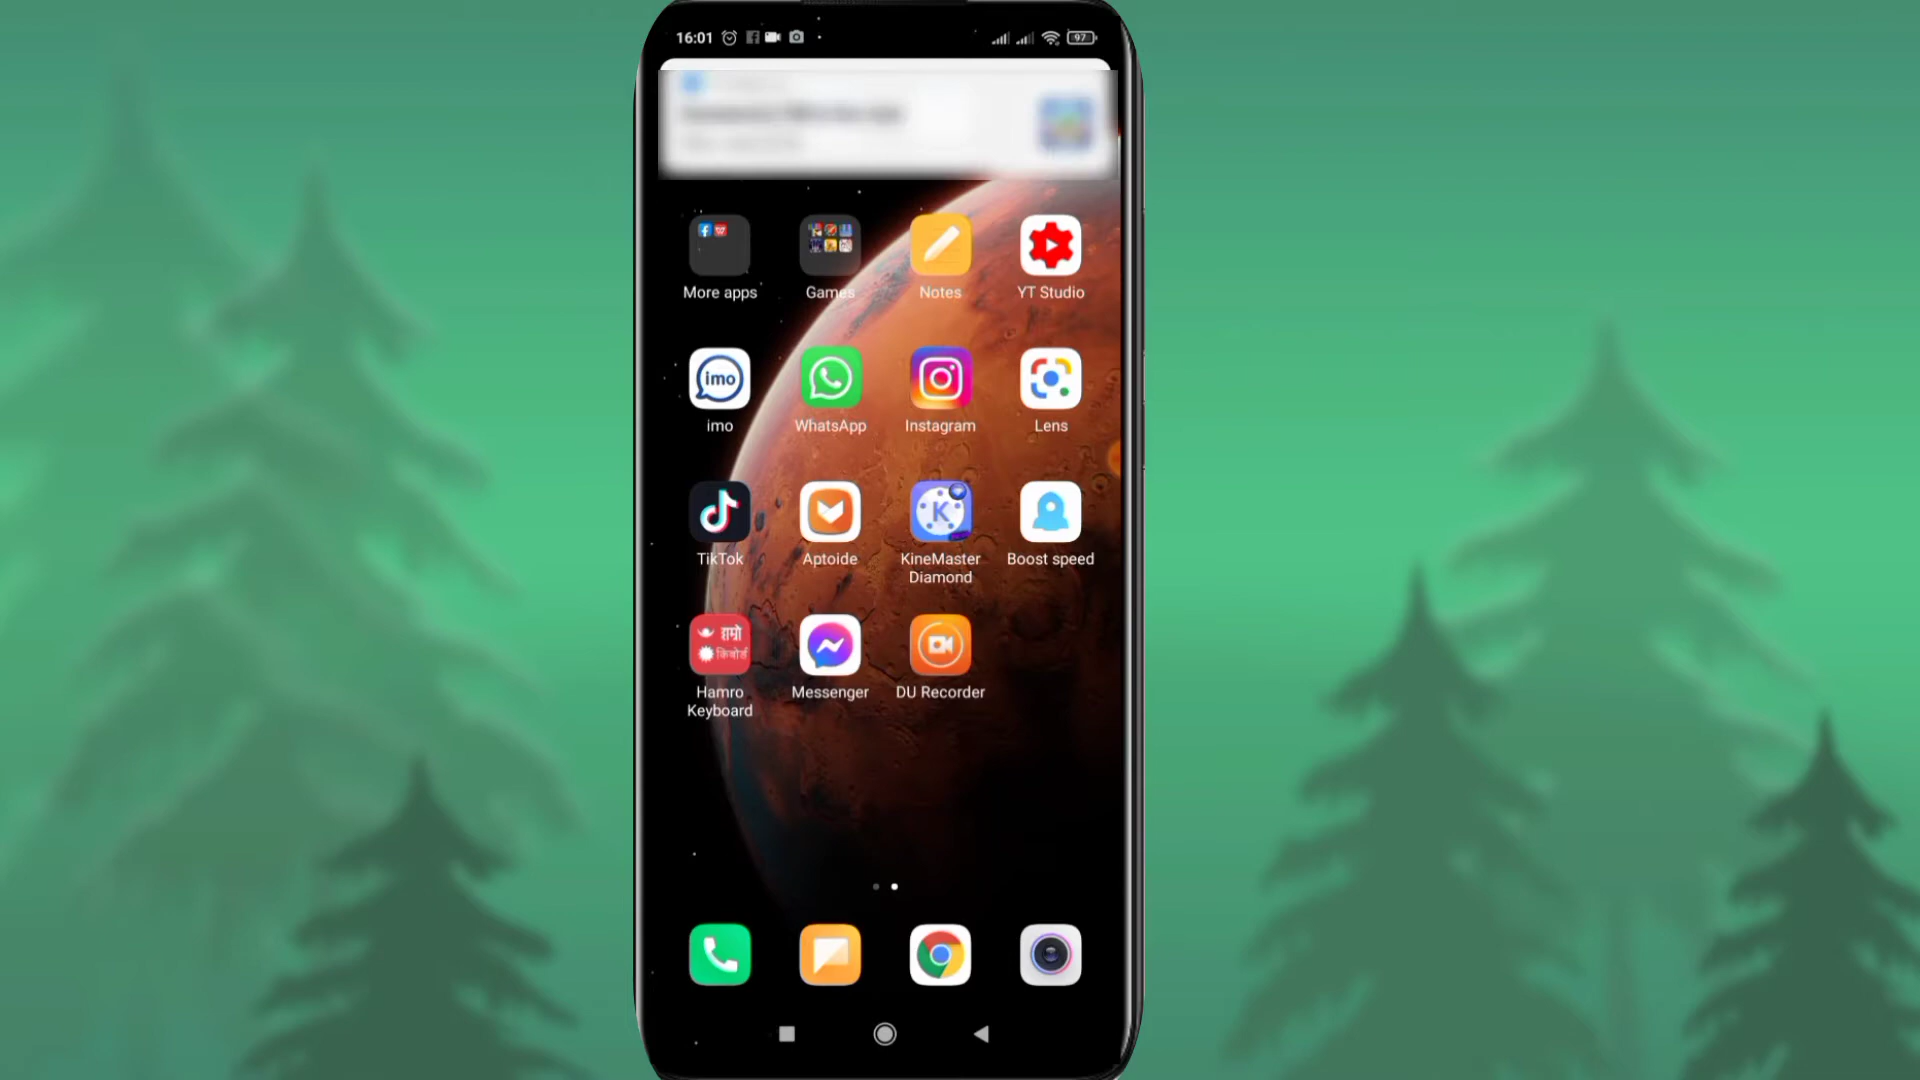 16:01
97
More apps
Games
Notes
YT Studio
imo
imo
WhatsApp
Instagram
Lens
TikTok
Aptoide
K
KineMaster
Diamond
Boost speed
हाम्रो
किबोर्ड
Hamro
Keyboard
Messenger
DU Recorder